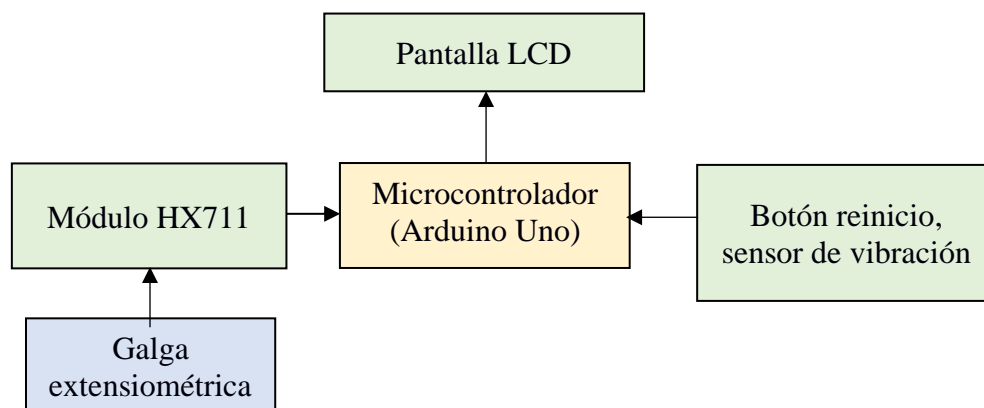 Pantalla LCD
Módulo HX711
Microcontrolador
(Arduino Uno)
Botón reinicio,
sensor de vibración
Galga
extensiométrica